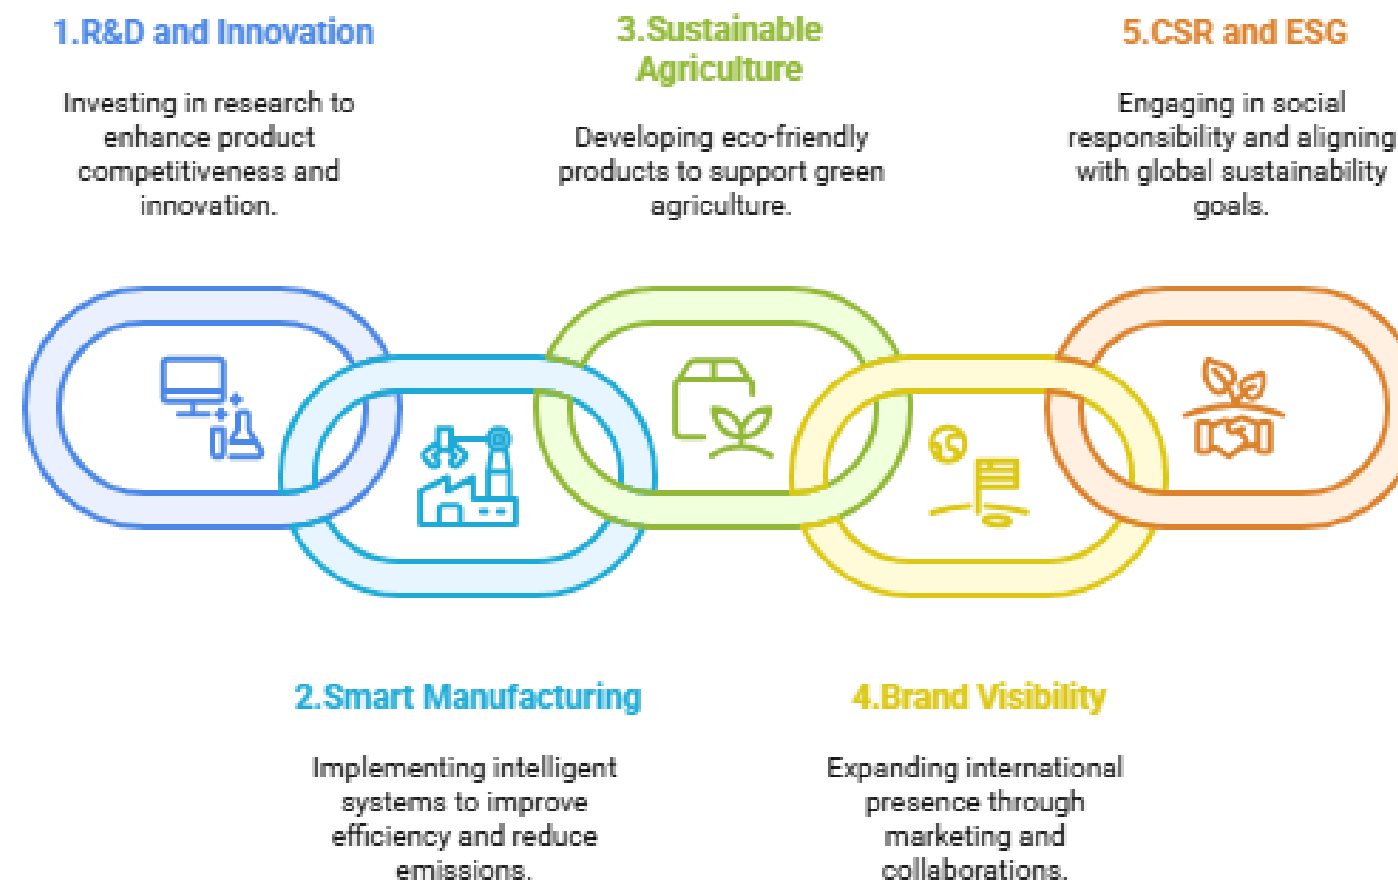 1.R&D and Innovation
Investing in research to
enhance product
competitiveness and
innovation.
2.Smart Manufacturing
Implementing intelligent
systems to improve
efficiency and reduce
emissions.
3.Sustainable
Agriculture
Developing eco-friendly
products to support green
agriculture.
4.Brand Visibility
Expanding international
presence through
marketing and
collaborations.
5.CSR and ESG
Engaging in social
responsibility and aligning
with global sustainability
goals.